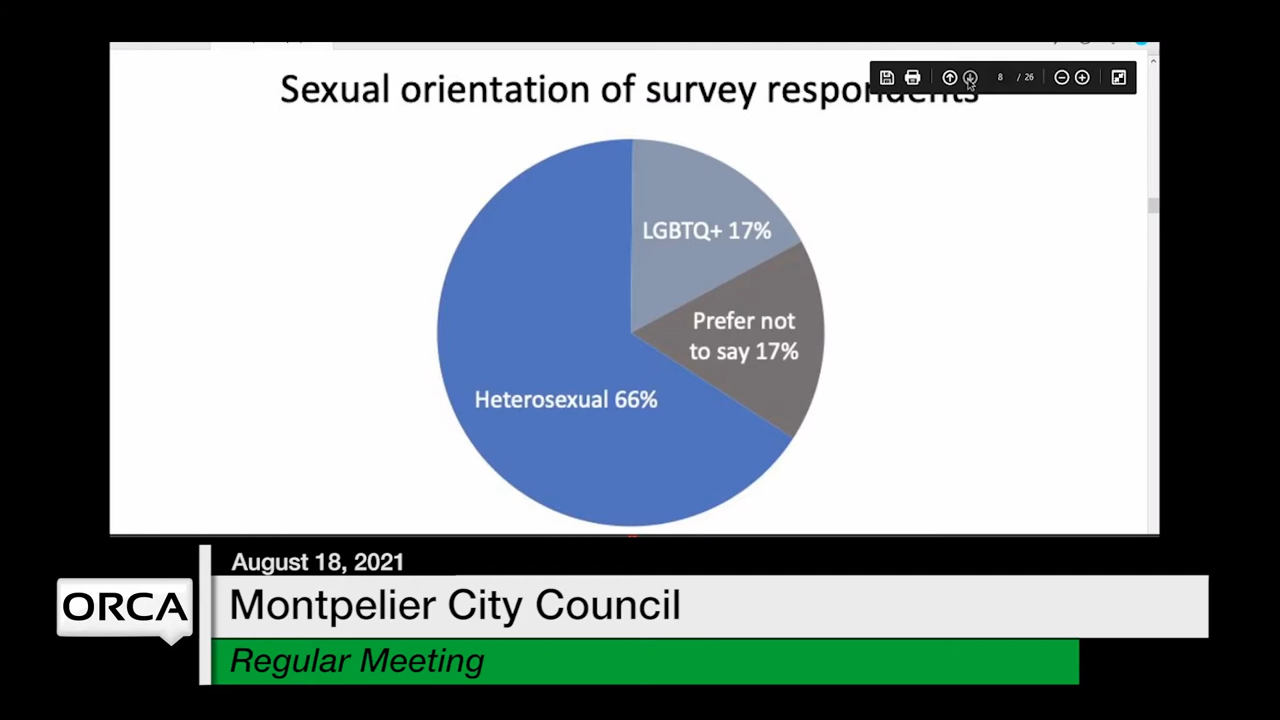 Sexual orientation of survey respondents
8 / 26
LGBTQ+ 17%
Prefer not
to say 17%
Heterosexual 66%
August 18, 2021
ORCA
Montpelier City Council
Regular Meeting